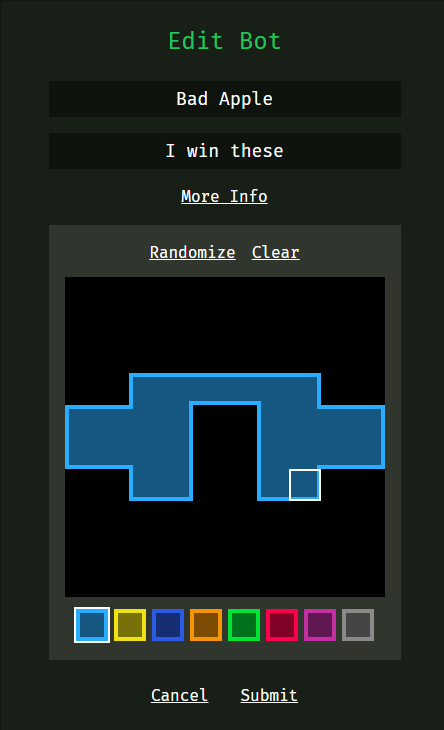 Edit Bot
Bad Apple
I win these
More Info
Randomize Clear
Cancel Submit